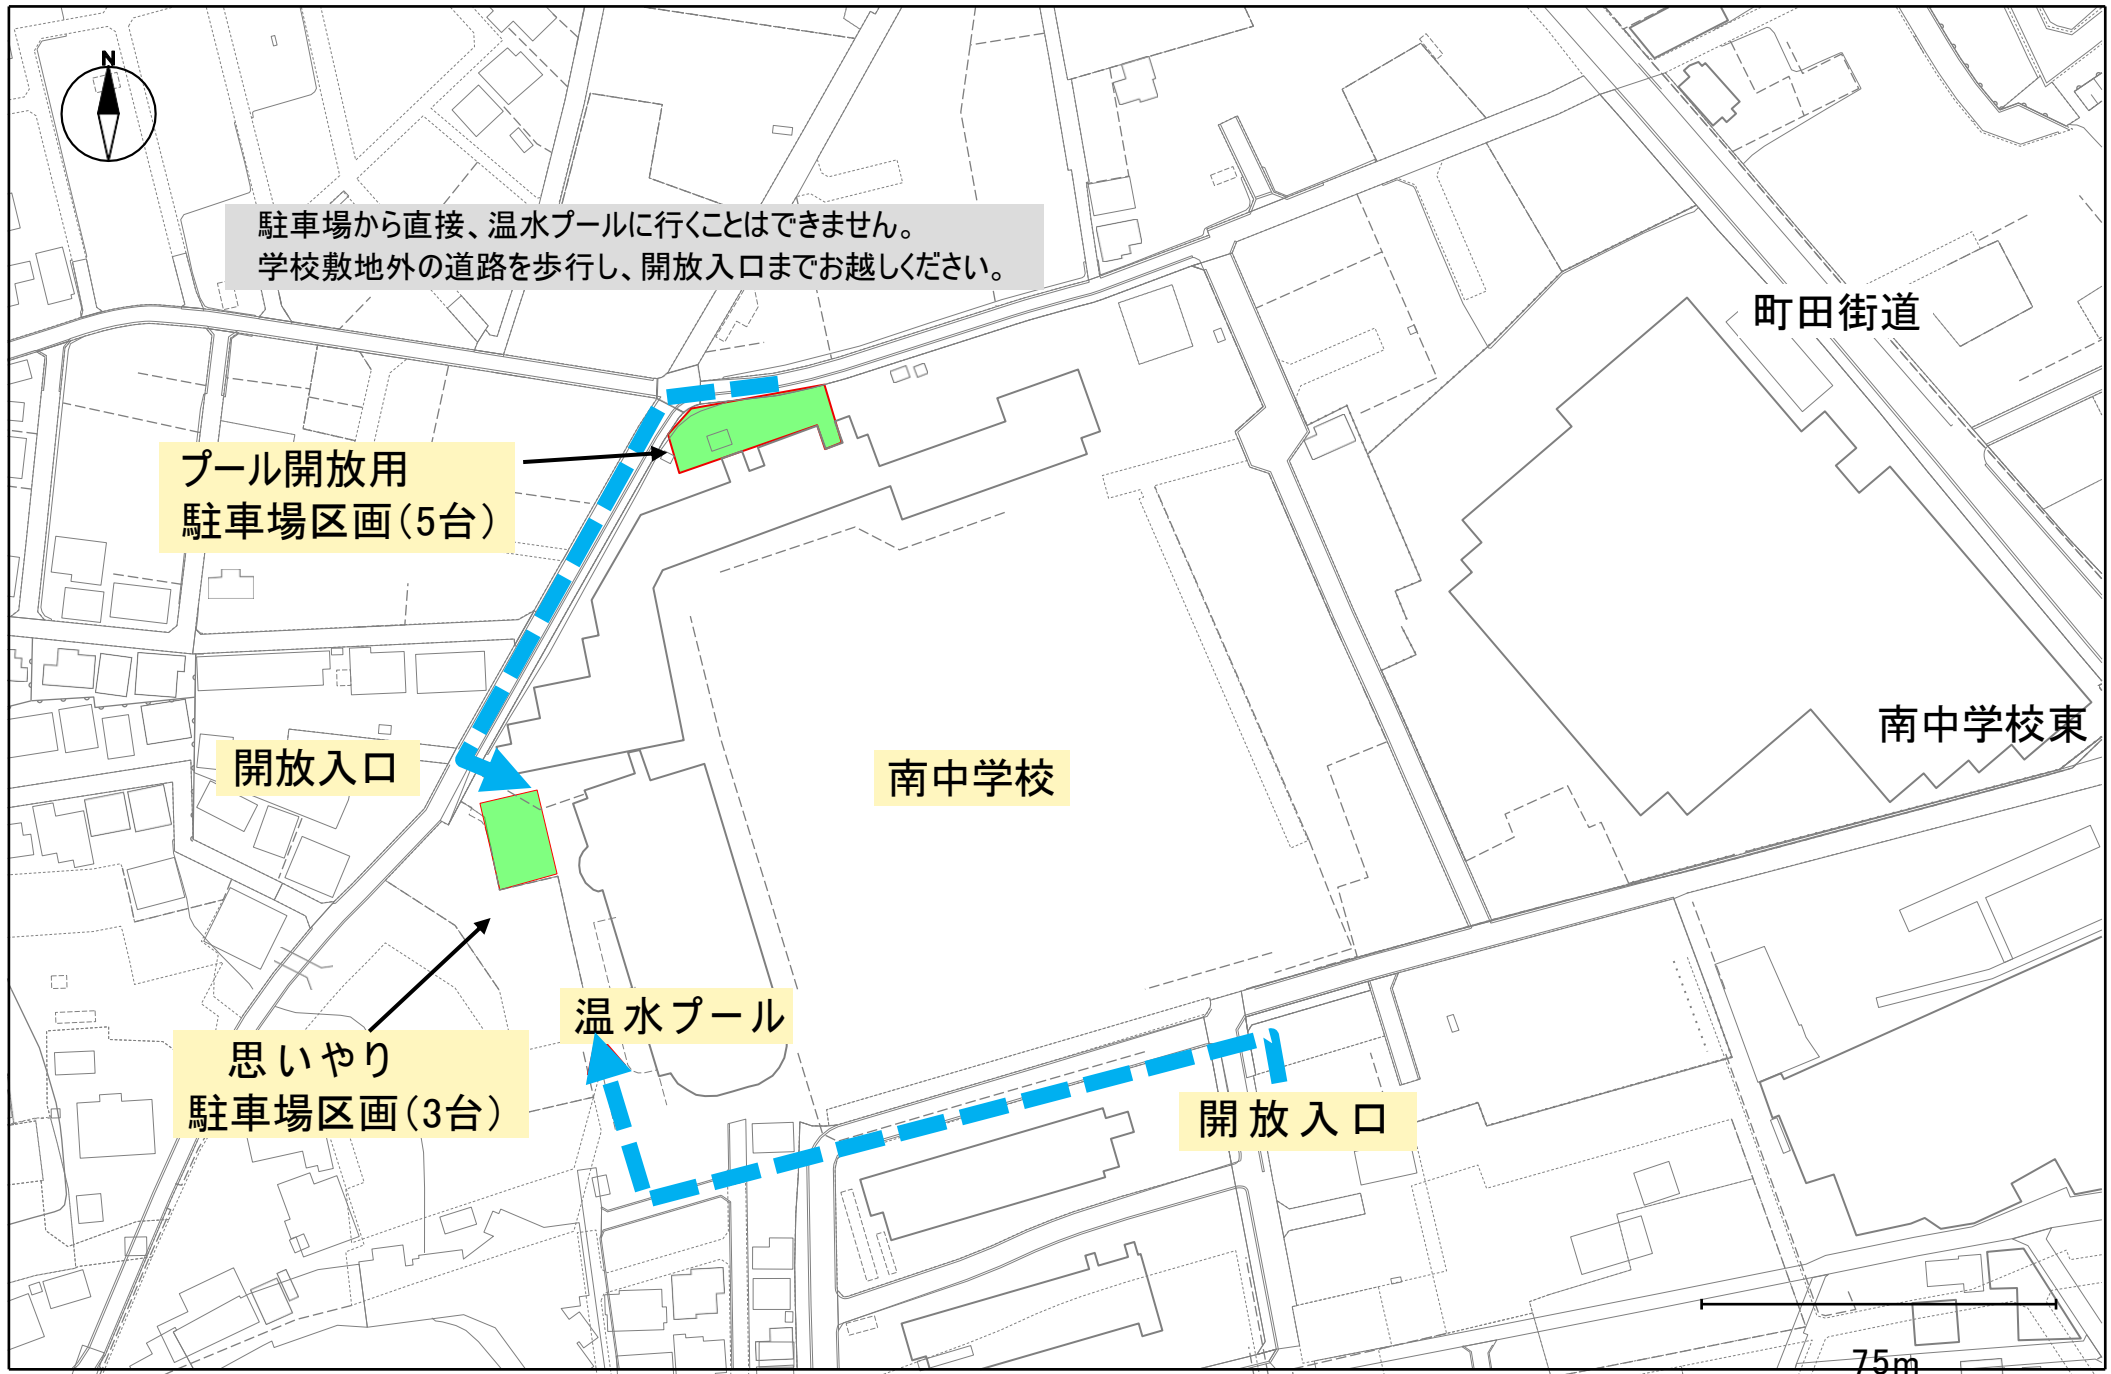 N
駐車場から直接、温水プールに行くことはできません。
学校敷地外の道路を歩行し、開放入口までお越しください。
町田街道
プール開放用
駐車場区画(5台)
南中学校東
開放入口
南中学校
温水プール
思いやり
駐車場区画(3台)
開放入口
75m